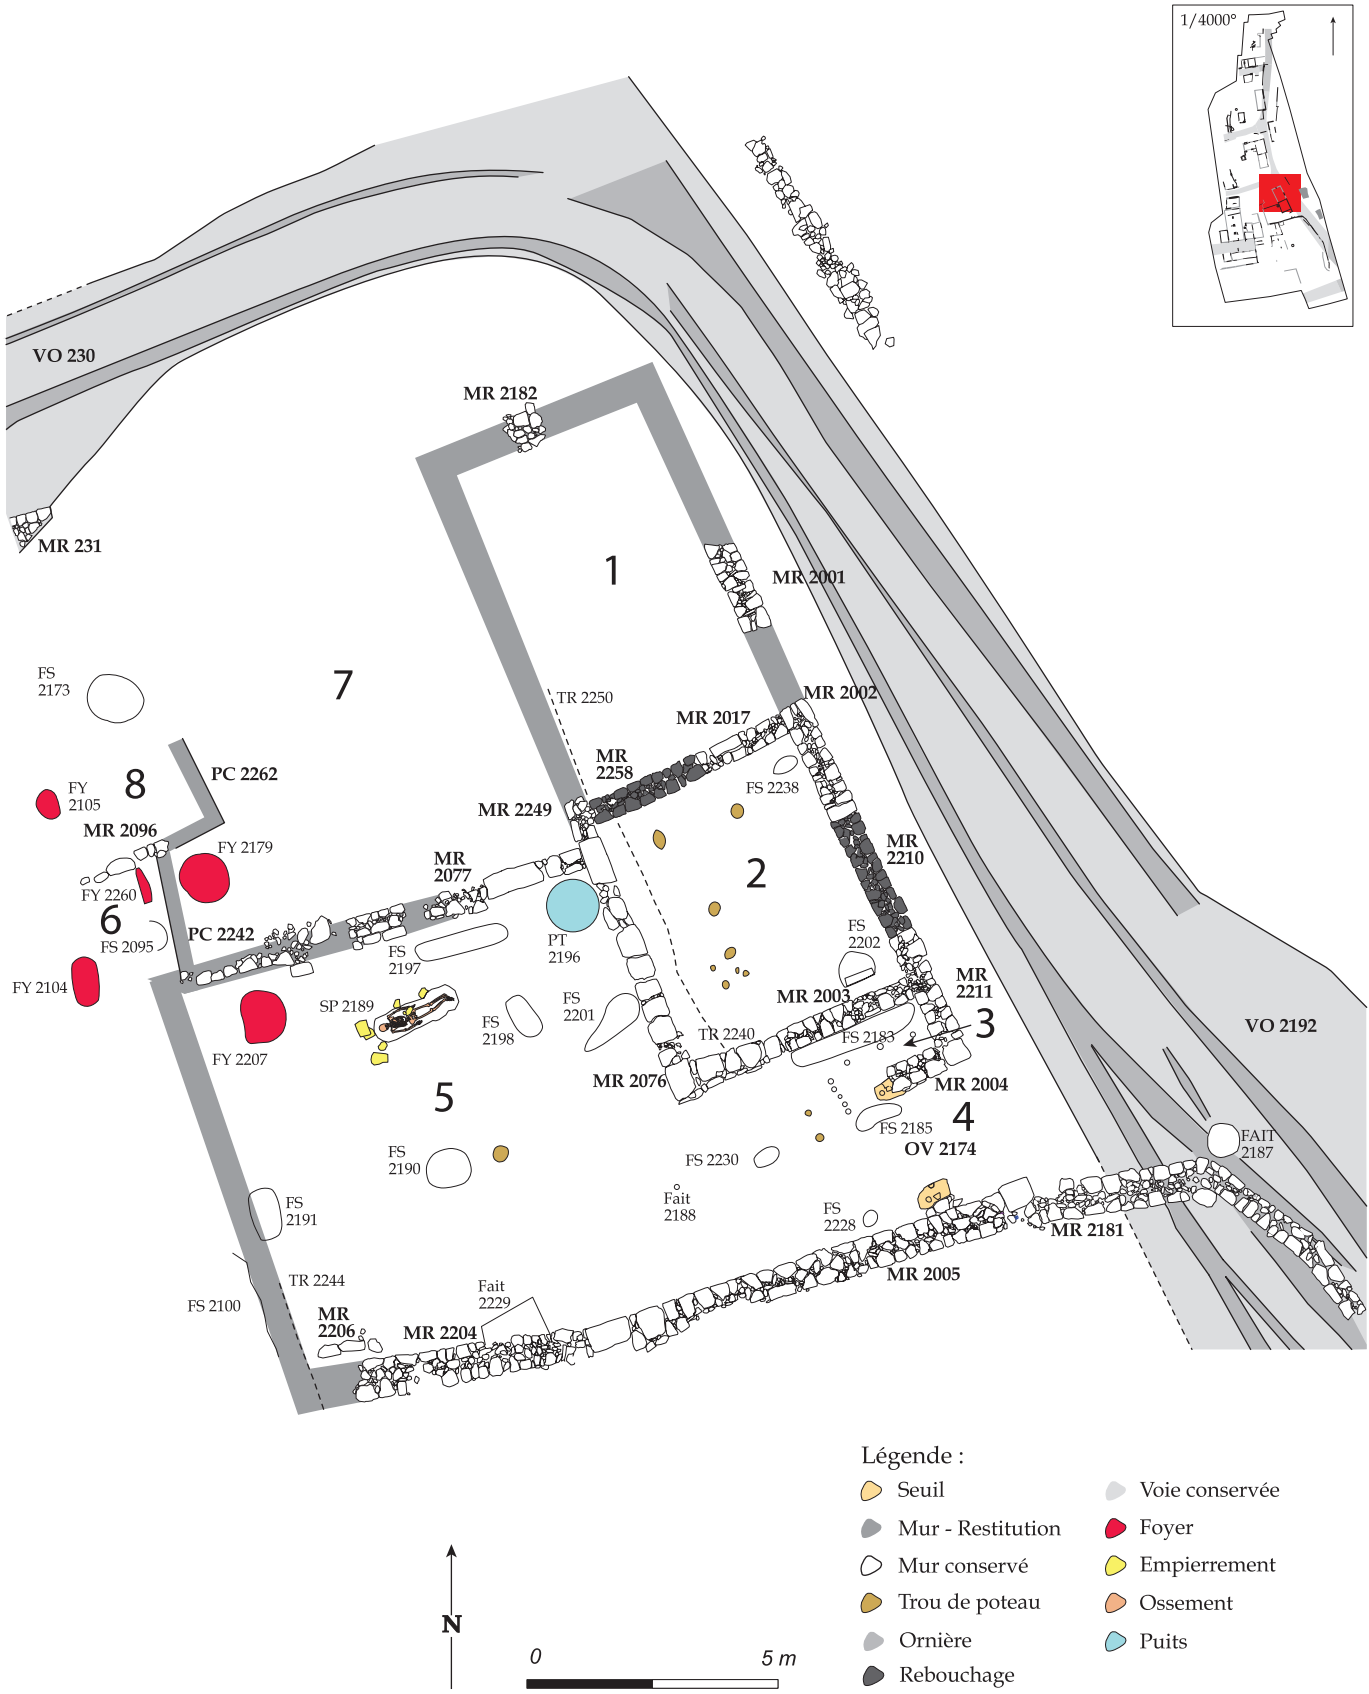 1/4000°
VO 230
MR 2182
MR 231
1
MR 2001
7
FS
2173
TR 2250
MR 2002
MR 2017
MR
2258
PC 2262
8
FY
2105
FS 2238
MR 2249
MR 2096
FY 2179
MR
2077
MR
2210
2
FY 2260
6
FS 2095
PC 2242
FS
2197
PT
2196
FS
2202
FY 2104
SP 2189
FS
2198
FS
2201
MR 2003
MR
2211
3
VO 2192
FY 2207
TR 2240
FS 2183
MR 2076
MR 2004
5
4
FS 2185
OV 2174
FAIT
2187
FS
2190
FS 2230
Fait
2188
FS
2191
FS
2228
MR 2181
MR 2005
TR 2244
Fait
2229
FS 2100
MR
2206
MR 2204
Légende :
Seuil
Mur - Restitution
Mur conservé
Trou de poteau
Ornière
Rebouchage
Voie conservée
Foyer
Empierrement
Ossement
Puits
N
0
5 m